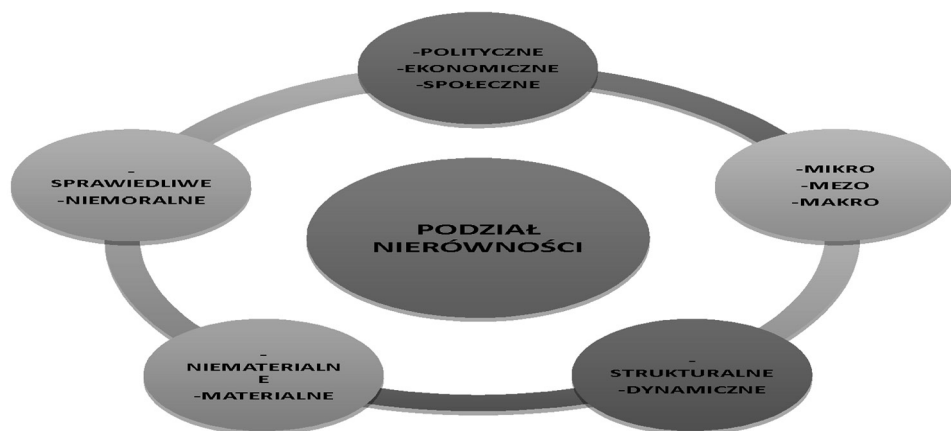 -POLITYCZNE
-EKONOMICZNE
-SPOŁECZNE
-
SPRAWIEDLIWE
-NIEMORALNE
-MIKRO
-MEZO
-MAKRO
PODZIAŁ
NIERÓWNOŚCI
-
NIEMATERIALN
E
-MATERIALNE
-
STRUKTURALNE
-DYNAMICZNE